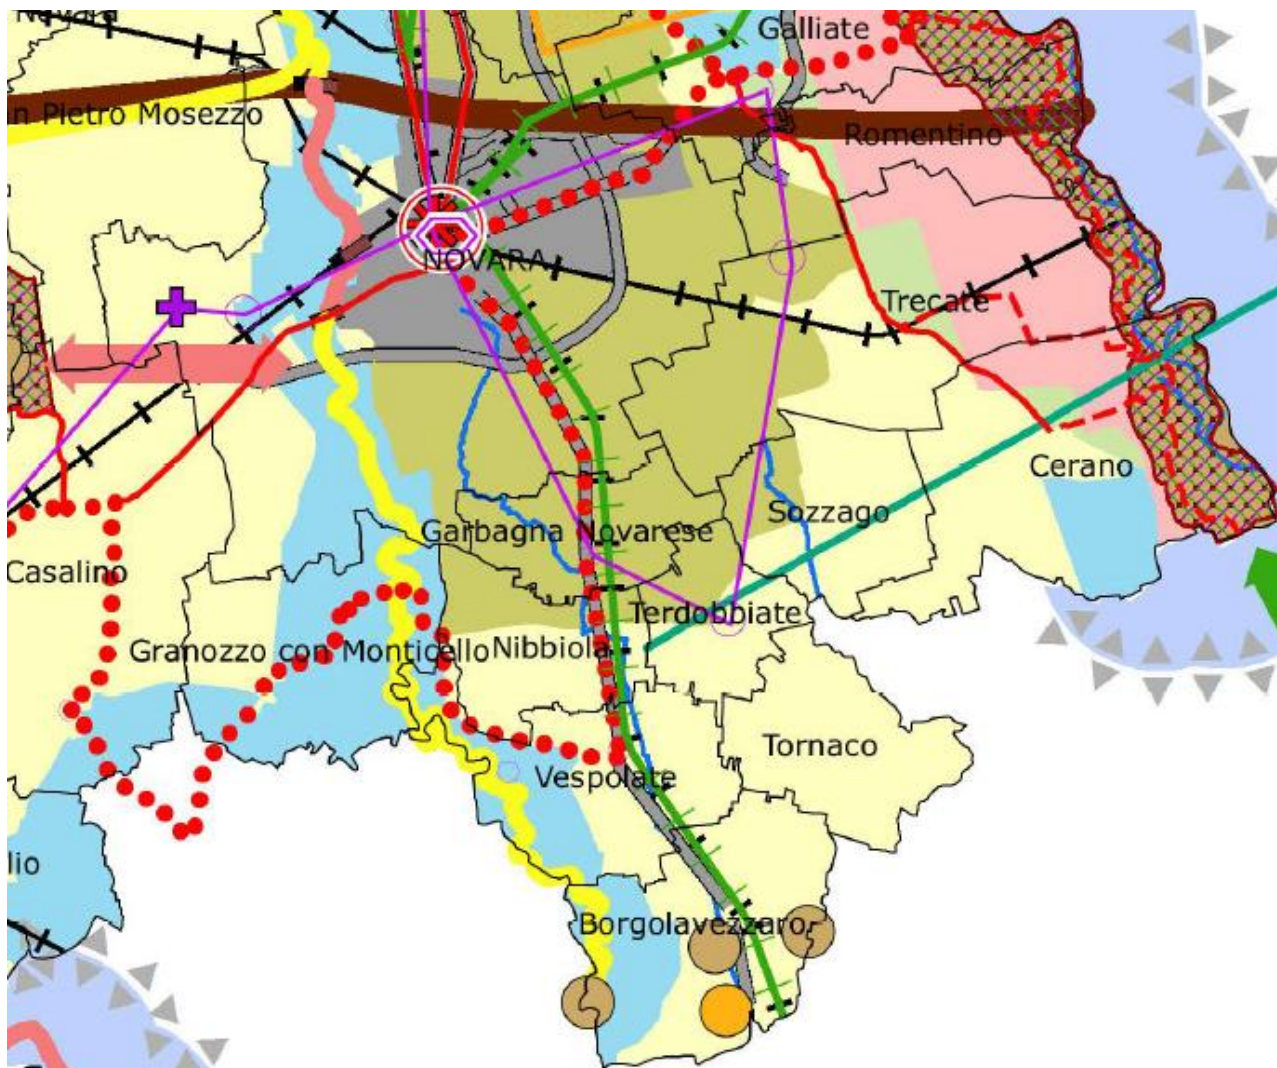 Novara
Galliate
n Pietro Mosezzo
Romentino
NOVARA
Trecate
Cerano
Sozzago
Garbagna Novarese
Casalino
Terdobbiate
Granozzo con Monticello
Nibbiola
Tornaco
Vespolate
lio
Borgolavezzaro